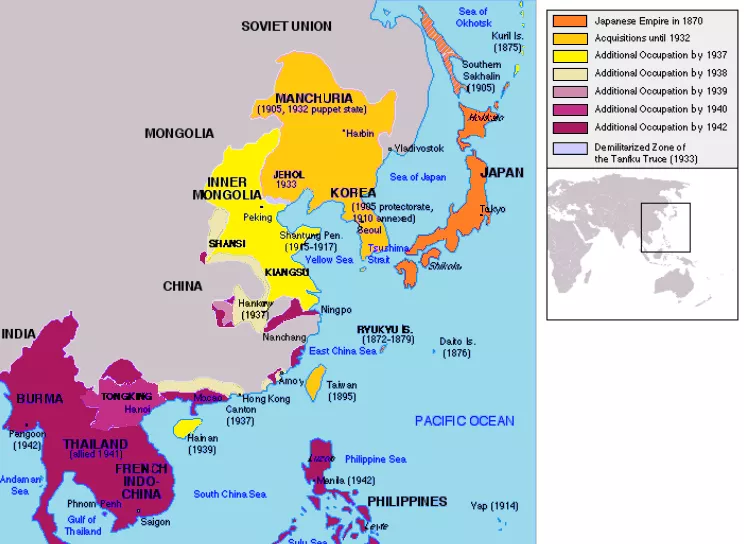 SOVIET UNION
Sea of
Okhotsk
Kuril Is.
(1875)
Southern
Sakhalin
(1905)
MANCHURIA
(1905, 1932 puppet state)
Harbin
Hokkaido
MONGOLIA
Vladivostok
JEHOL
1933
Sea of Japan
JAPAN
INNER
MONGOLIA
KOREA
(1905 protectorate,
1910 annexed)
Tokyo
Peking
Seoul
Shantung Pen.
(1915-1917)
SHANSI
Tsushima
Strait
Yellow Sea
Shikoku
KIANGSU
CHINA
Hankow
(1937)
Ningpo
Nanchang
RYUKYU IS.
(1872-1879)
Daito Is.
(1876)
East China Sea
INDIA
Amoy
Taiwan
(1895)
BURMA
TONGKING
Hanoi
Macao
Hong Kong
Canton
(1937)
PACIFIC OCEAN
Rangoon
(1942)
THAILAND
(allied 1941)
Hainan
(1939)
FRENCH
INDO-
CHINA
Luzon
Philippine Sea
Andaman
Sea
Manila (1942)
South China Sea
Phnom Penh
PHILIPPINES
Yap (1914)
Gulf of
Thailand
Saigon
Leyte
Sulu Sea
Japanese Empire in 1870
Acquisitions until 1932
Additional Occupation by 1937
Additional Occupation by 1938
Additional Occupation by 1939
Additional Occupation by 1940
Additional Occupation by 1942
Demilitarized Zone of
the Tanku Truce (1933)